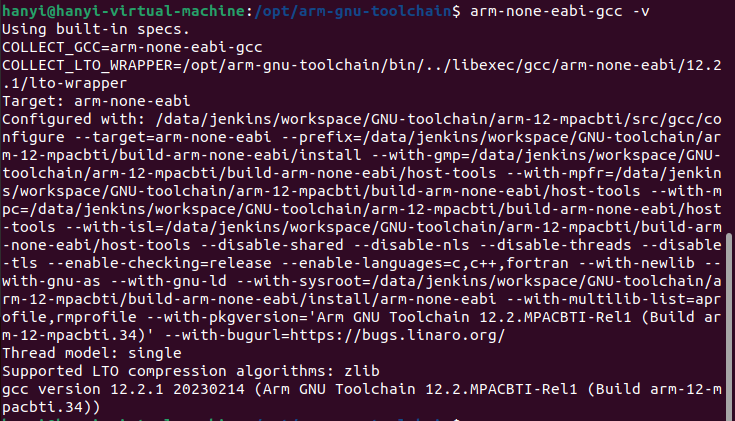 hanyi@hanyi-virtual-machine:/opt/arm-gnu-toolchain$ arm-none-eabi-gcc -v
Using built-in specs.
COLLECT_GCC=arm-none-eabi-gcc
COLLECT_LTO_WRAPPER=/opt/arm-gnu-toolchain/bin/../libexec/gcc/arm-none-eabi/12.2
.1/lto-wrapper
Target: arm-none-eabi
Configured with: /data/jenkins/workspace/GNU-toolchain/arm-12-mpacbti/src/gcc/co
nfigure --target=arm-none-eabi --prefix=/data/jenkins/workspace/GNU-toolchain/ar
m-12-mpacbti/build-arm-none-eabi/install --with-gmp=/data/jenkins/workspace/GNU-
toolchain/arm-12-mpacbti/build-arm-none-eabi/host-tools --with-mpfr=/data/jenkin
s/workspace/GNU-toolchain/arm-12-mpacbti/build-arm-none-eabi/host-tools --with-m
pc=/data/jenkins/workspace/GNU-toolchain/arm-12-mpacbti/build-arm-none-eabi/host
-tools --with-isl=/data/jenkins/workspace/GNU-toolchain/arm-12-mpacbti/build-arm
-none-eabi/host-tools --disable-shared --disable-nls --disable-threads --disable
-tls --enable-checking=release --enable-languages=c,c++,fortran --with-newlib --
with-gnu-as --with-gnu-ld --with-sysroot=/data/jenkins/workspace/GNU-toolchain/a
rm-12-mpacbti/build-arm-none-eabi/install/arm-none-eabi --with-multilib-list=apr
ofile,rmprofile --with-pkgversion='Arm GNU Toolchain 12.2.MPACBTI-Rel1 (Build ar
m-12-mpacbti.34)' --with-bugurl=https://bugs.linaro.org/
Thread model: single
Supported LTO compression algorithms: zlib
gcc version 12.2.1 20230214 (Arm GNU Toolchain 12.2.MPACBTI-Rel1 (Build arm-12-m
pacbti.34))